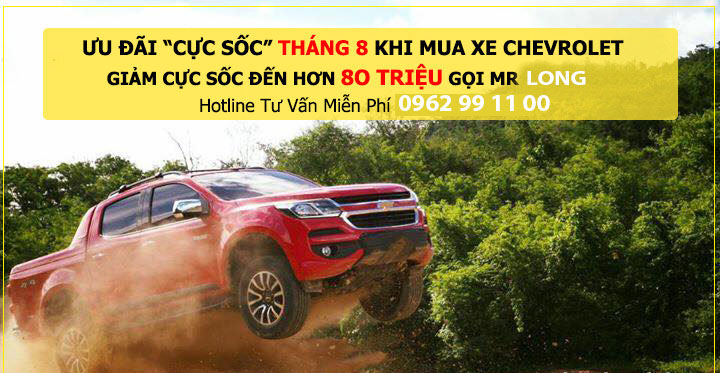 ƯU ĐÃI “CỰC SỐC” THÁNG 8 KHI MUA XE CHEVROLET
GIẢM CỰC SỐC ĐẾN HƠN 80 TRIỆU GỌI MR LONG
Hotline Tư Vấn Miễn Phí 0962 99 11 00